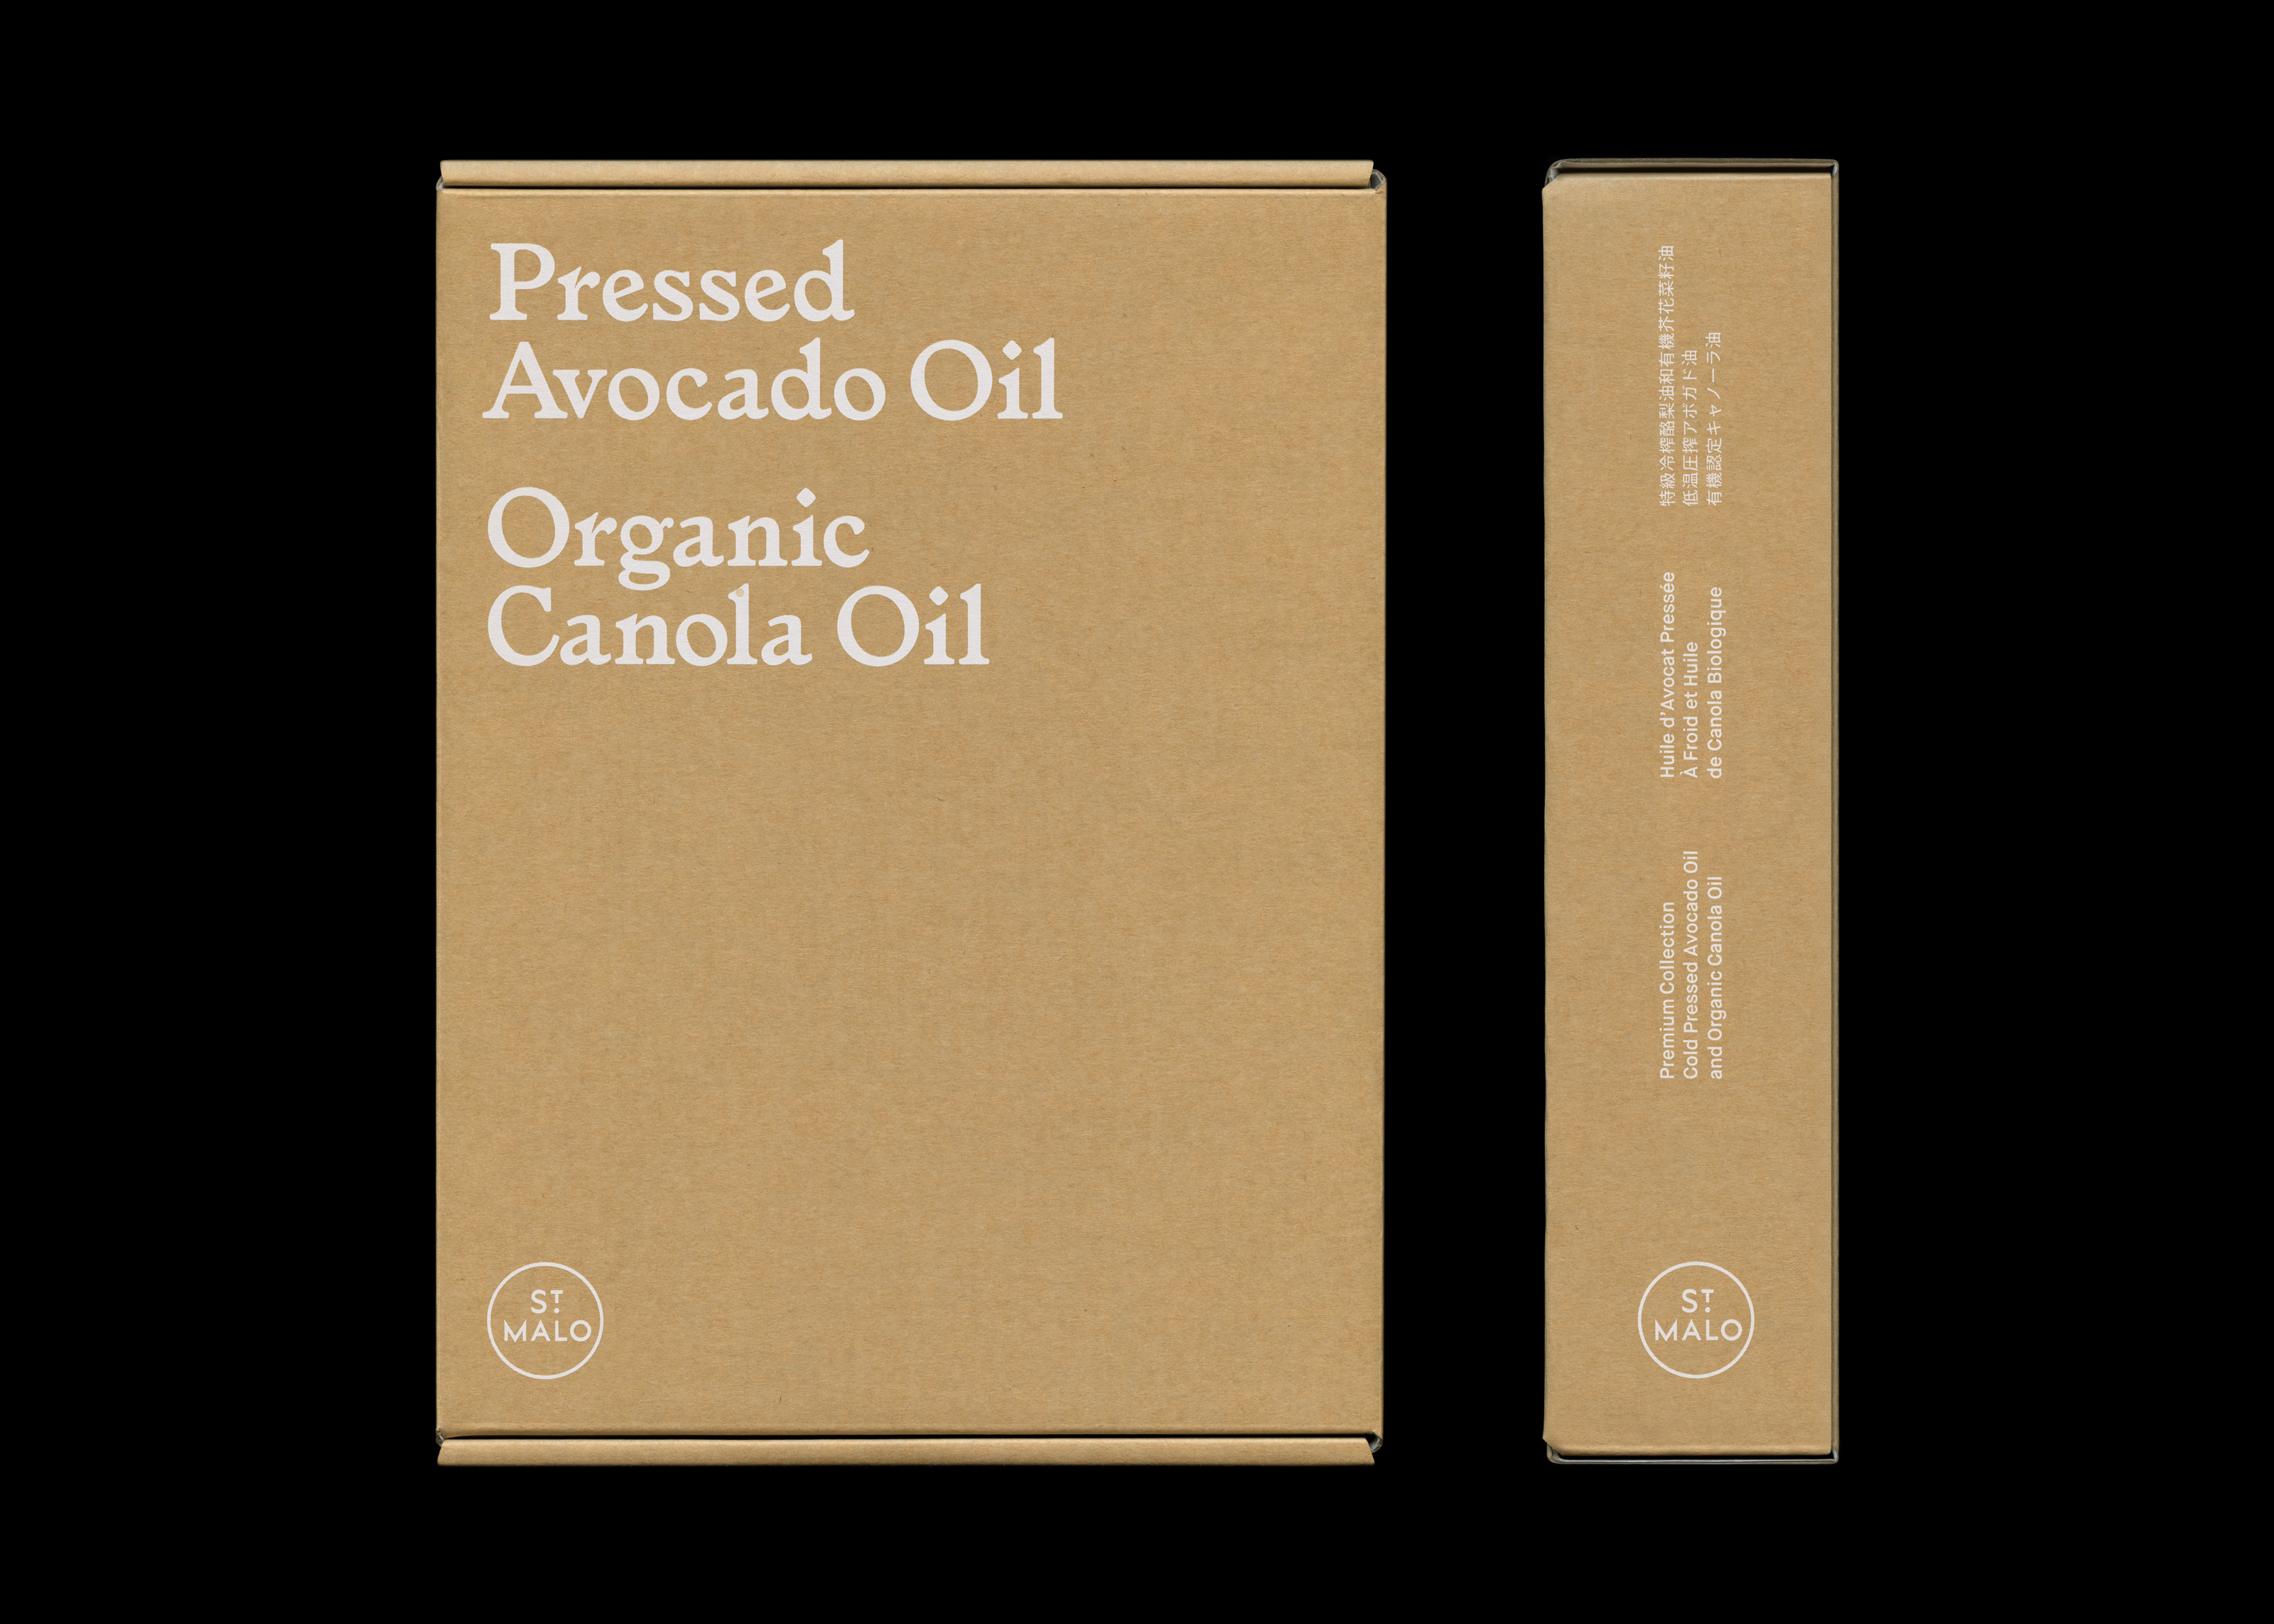 Pressed
Avocado Oil
Organic
Canola Oil
ST.
MALO
特級冷榨酪梨油和有機芥花菜籽油
低温圧搾アボガド油
有機認定キャノーラ油
Huile d’Avocat Pressée
À Froid et Huile
de Canola Biologique
Premium Collection
Cold Pressed Avocado Oil
and Organic Canola Oil
ST.
MALO